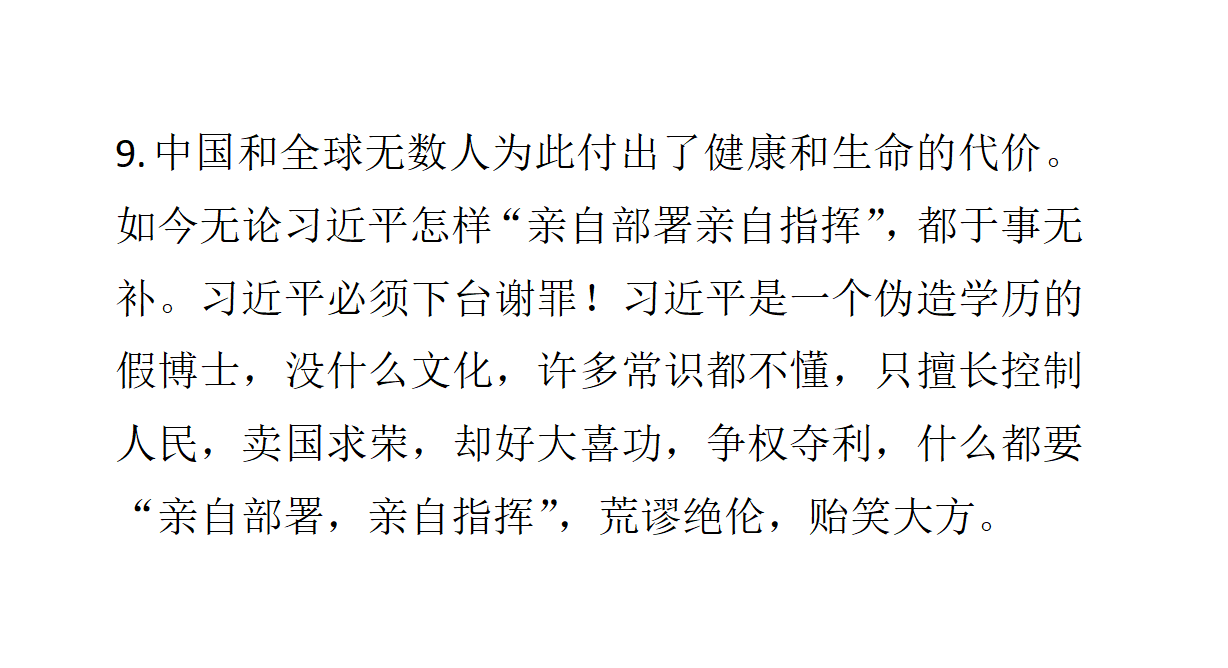 9. 中国和全球无数人为此付出了健康和生命的代价。
如今无论习近平怎样“亲自部署亲自指挥”，都于事无
补。习近平必须下台谢罪！习近平是一个伪造学历的
假博士，没什么文化，许多常识都不懂，只擅长控制
人民，卖国求荣，却好大喜功，争权夺利，什么都要
“亲自部署，亲自指挥”，荒谬绝伦，贻笑大方。